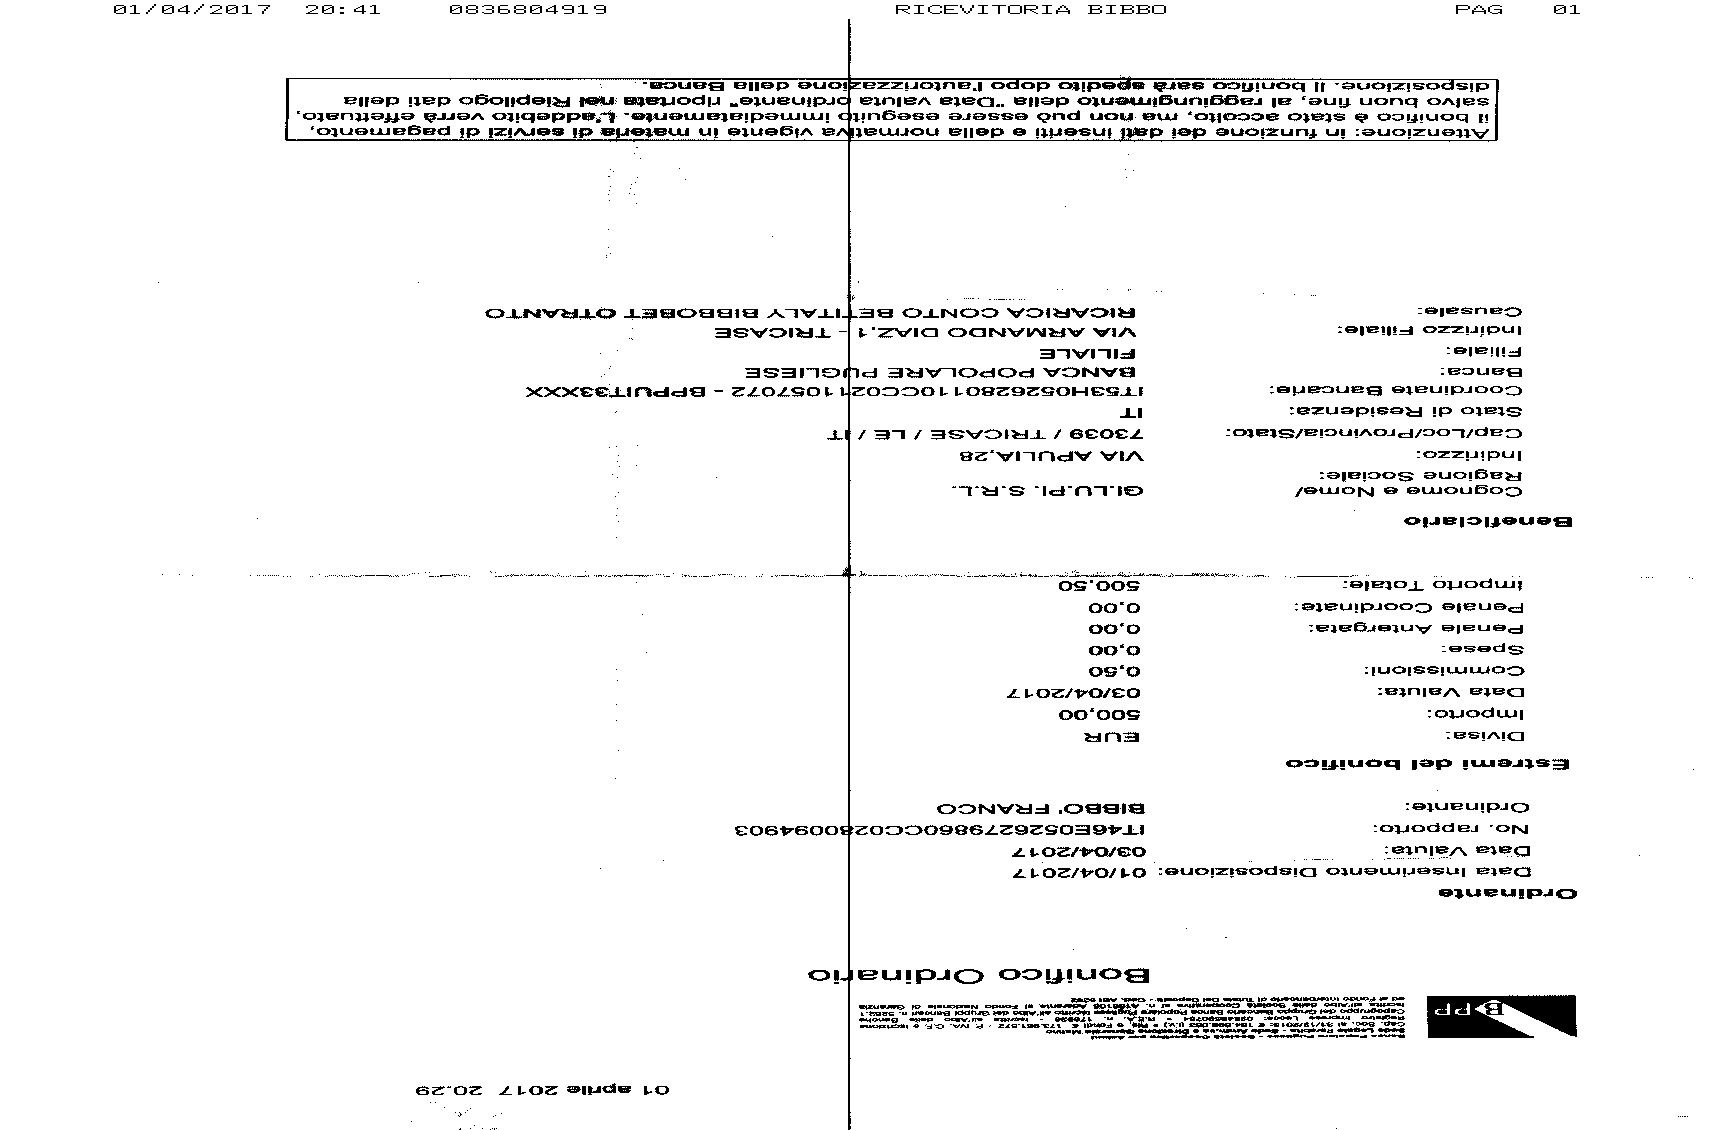 01/04/2017 20:41 0836804919 RICEVITORIA BIBBO PAG 01
01 aprile 2017 20.29
BPP
Bonifico Ordinario
Ordinante
Data Inserimento Disposizione: 01/04/2017
Data Valuta: 03/04/2017
No. rapporto: IT46E0526279860CC0280094903
Ordinante: BIBBO' FRANCO
Estremi del bonifico
Divisa: EUR
Importo: 500,00
Data Valuta: 03/04/2017
Commissioni: 0,50
Spese: 0,00
Penale Antergata: 0,00
Penale Coordinate: 0,00
Importo Totale: 500,50
Beneficiario
Cognome e Nome/ GI.LU.PI. S.R.L.
Ragione Sociale:
Indirizzo: VIA APULIA,28
Cap/Loc/Provincia/Stato: 73039 / TRICASE / LE / IT
Stato di Residenza: IT
Coordinate Bancarie: IT53H0526280110CC0211057072 - BPPUIT33XXX
Banca: BANCA POPOLARE PUGLIESE
Filiale: FILIALE
Indirizzo Filiale: VIA ARMANDO DIAZ,1 - TRICASE
Causale: RICARICA CONTO BETITALY BIBBOBET OTRANTO
Attenzione: in funzione dei dati inseriti e della normativa vigente in materia di servizi di pagamento,
il bonifico è stato accolto, ma non può essere eseguito immediatamente. L'addebito verrà effettuato,
salvo buon fine, al raggiungimento della "Data valuta ordinante" riportata nel Riepilogo dati della
disposizione. Il bonifico sarà spedito dopo l'autorizzazione della Banca.